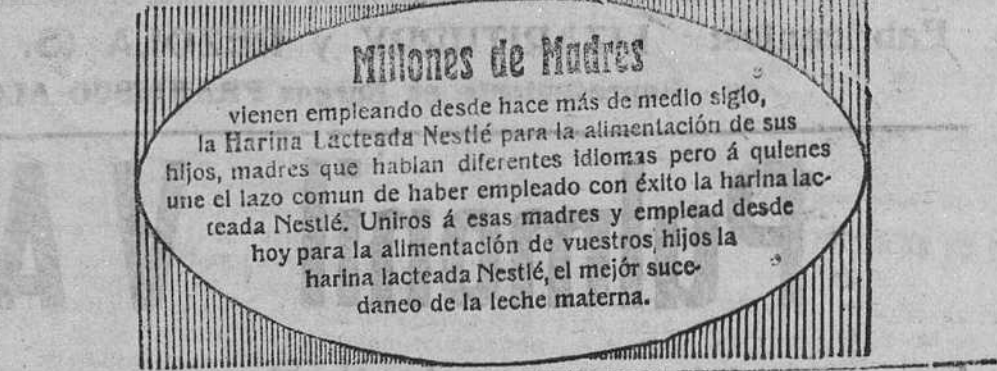 Millones de Madres
vienen empleando desde hace más de medio siglo,
la Harina Lacteada Nestlé para la alimentación de sus
hijos, madres que hablan diferentes idiomas pero á quienes
une el lazo comun de haber empleado con éxito la harina lac-
teada Nestlé. Uniros á esas madres y emplead desde
hoy para la alimentación de vuestros hijos la
harina lacteada Nestlé, el mejór suce-
daneo de la leche materna.